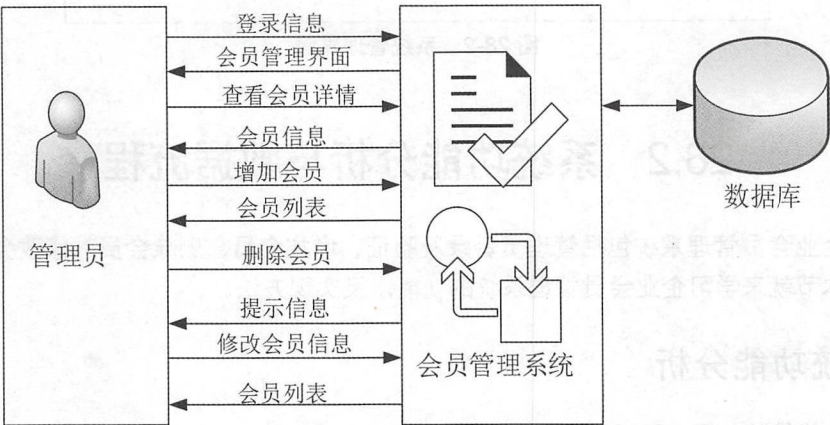 登录信息
会员管理界面
查看会员详情
会员信息
增加会员
会员列表
删除会员
提示信息
修改会员信息
会员列表
管理员
会员管理系统
数据库